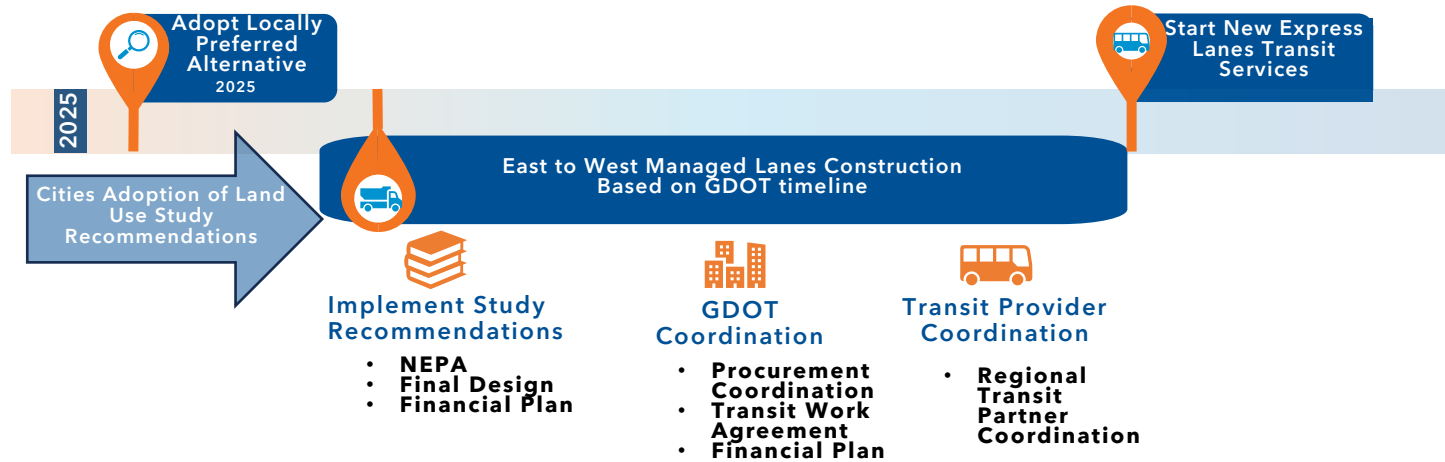 Adopt Locally
Preferred
Alternative
2025
Start New Express
Lanes Transit
Services
2025
Cities Adoption of Land
Use Study
Recommendations
East to West Managed Lanes Construction
Based on GDOT timeline
Implement Study
Recommendations
• NEPA
• Final Design
• Financial Plan
GDOT
Coordination
• Procurement
Coordination
• Transit Work
Agreement
• Financial Plan
Transit Provider
Coordination
• Regional
Transit
Partner
Coordination